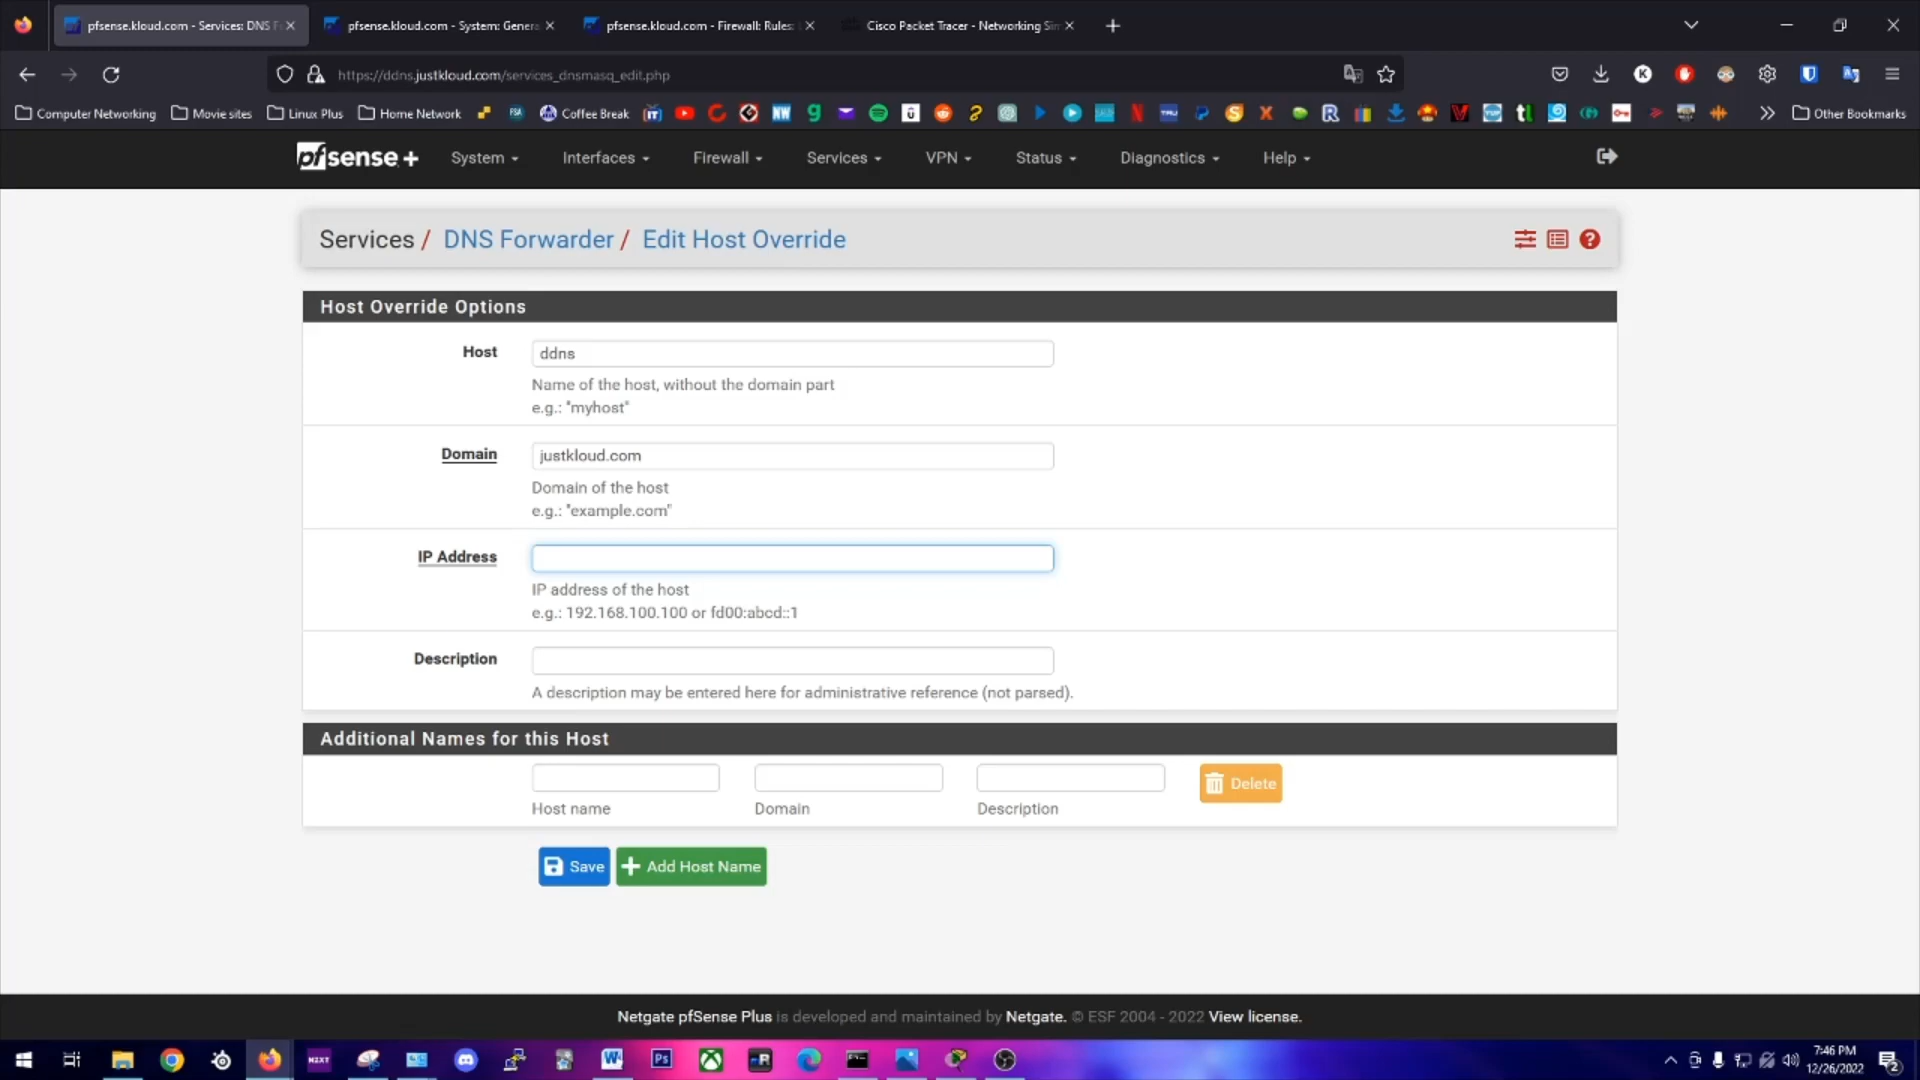 pfsense.kloud.com - Services: DNS F
pfsense.kloud.com - System: Genera
pfsense.kloud.com - Firewall: Rules:
Cisco Packet Tracer - Networking Sim
https://ddns.justkloud.com/services_dnsmasq_edit.php
Computer Networking
Movie sites
Linux Plus
Home Network
Coffee Break
Other Bookmarks
pfsense +
System
Interfaces
Firewall
Services
VPN
Status
Diagnostics
Help
Services / DNS Forwarder / Edit Host Override
Host Override Options
Host
ddns
Name of the host, without the domain part
e.g.: "myhost"
Domain
justkloud.com
Domain of the host
e.g.: "example.com"
IP Address
IP address of the host
e.g.: 192.168.100.100 or fd00:abcd::1
Description
A description may be entered here for administrative reference (not parsed).
Additional Names for this Host
Host name
Domain
Description
Delete
Save
Add Host Name
Netgate pfSense Plus is developed and maintained by Netgate. © ESF 2004 - 2022 View license.
NZXT
7:46 PM
12/26/2022
2